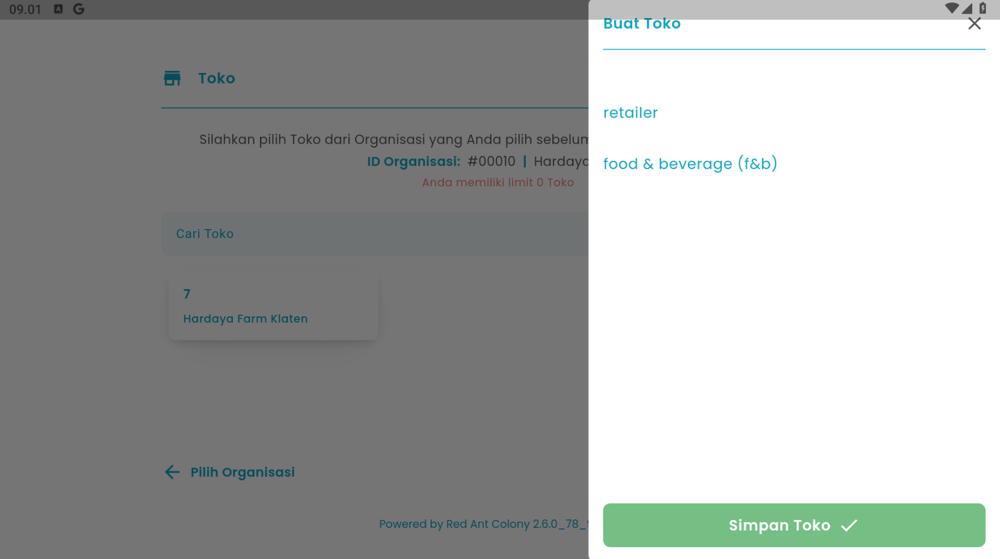 09.01
Buat Toko
Toko
retailer
Silahkan pilih Toko dari Organisasi yang Anda pilih
ID Organisasi: #00010 | Hardaya
food & beverage (f&b)
Anda memiliki limit 0 Toko
Cari Toko
7
Hardaya Farm Klaten
Pilih Organisasi
Powered by Red Ant Colony 2.6.0_78_
Simpan Toko